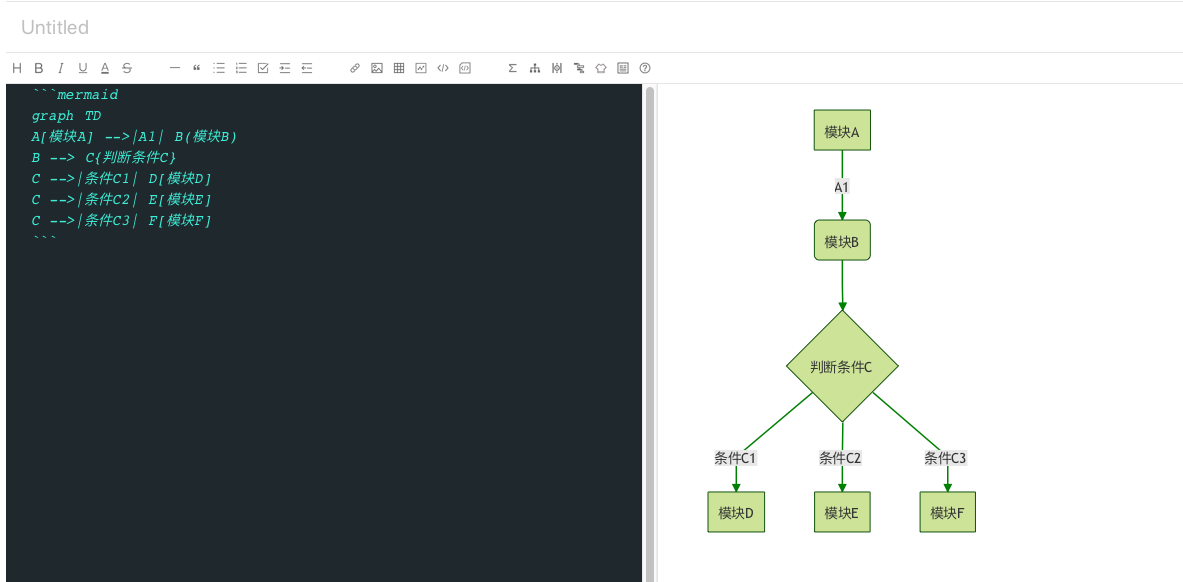 Untitled
```mermaid
graph TD
A[模块A] -->|A1| B(模块B)
B --> C{判断条件C}
C -->|条件C1| D[模块D]
C -->|条件C2| E[模块E]
C -->|条件C3| F[模块F]
```
模块A
A1
模块B
判断条件C
条件C1 条件C2 条件C3
模块D 模块E 模块F